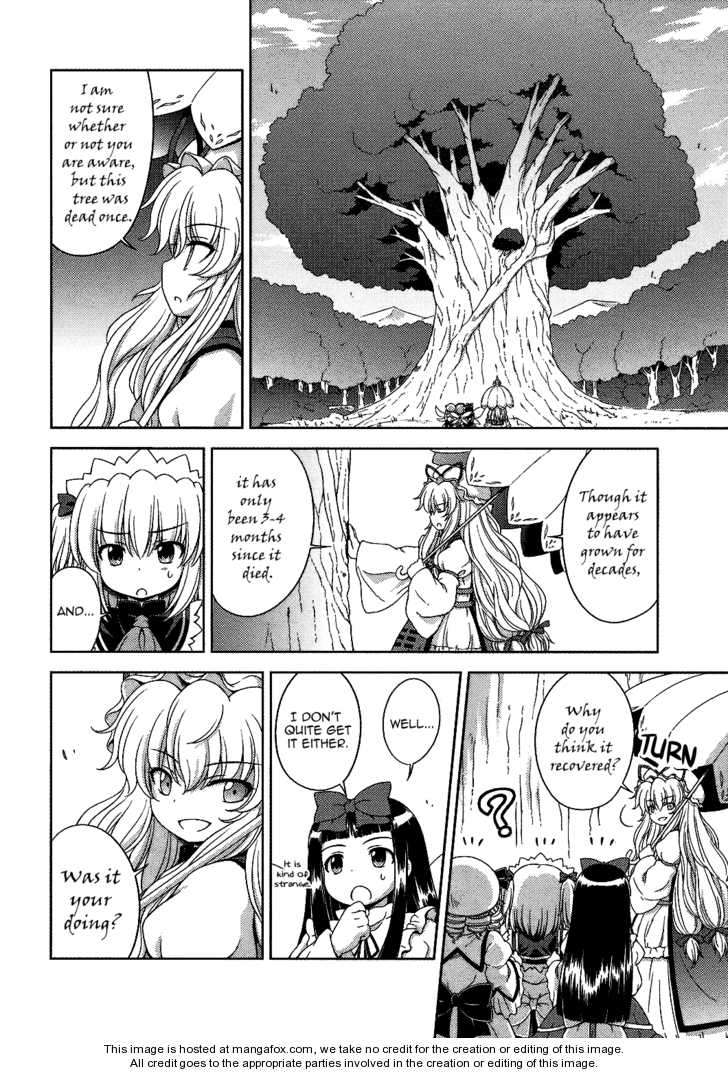 I am
not sure
whether
or not you
are aware,
but this
tree was
dead once.
Though it
appears
to have
grown for
decades,
it has
only
been 3-4
months
since it
died.
AND...
Why
do you
think it
recovered?
TURN
?
WELL...
I DON'T
QUITE GET
IT EITHER.
It is
kind of
strange.
Was it
your
doing?
This image is hosted at mangafox.com, we take no credit for the creation or editing of this image.
All credit goes to the appropriate parties involved in the creation or editing of this image.